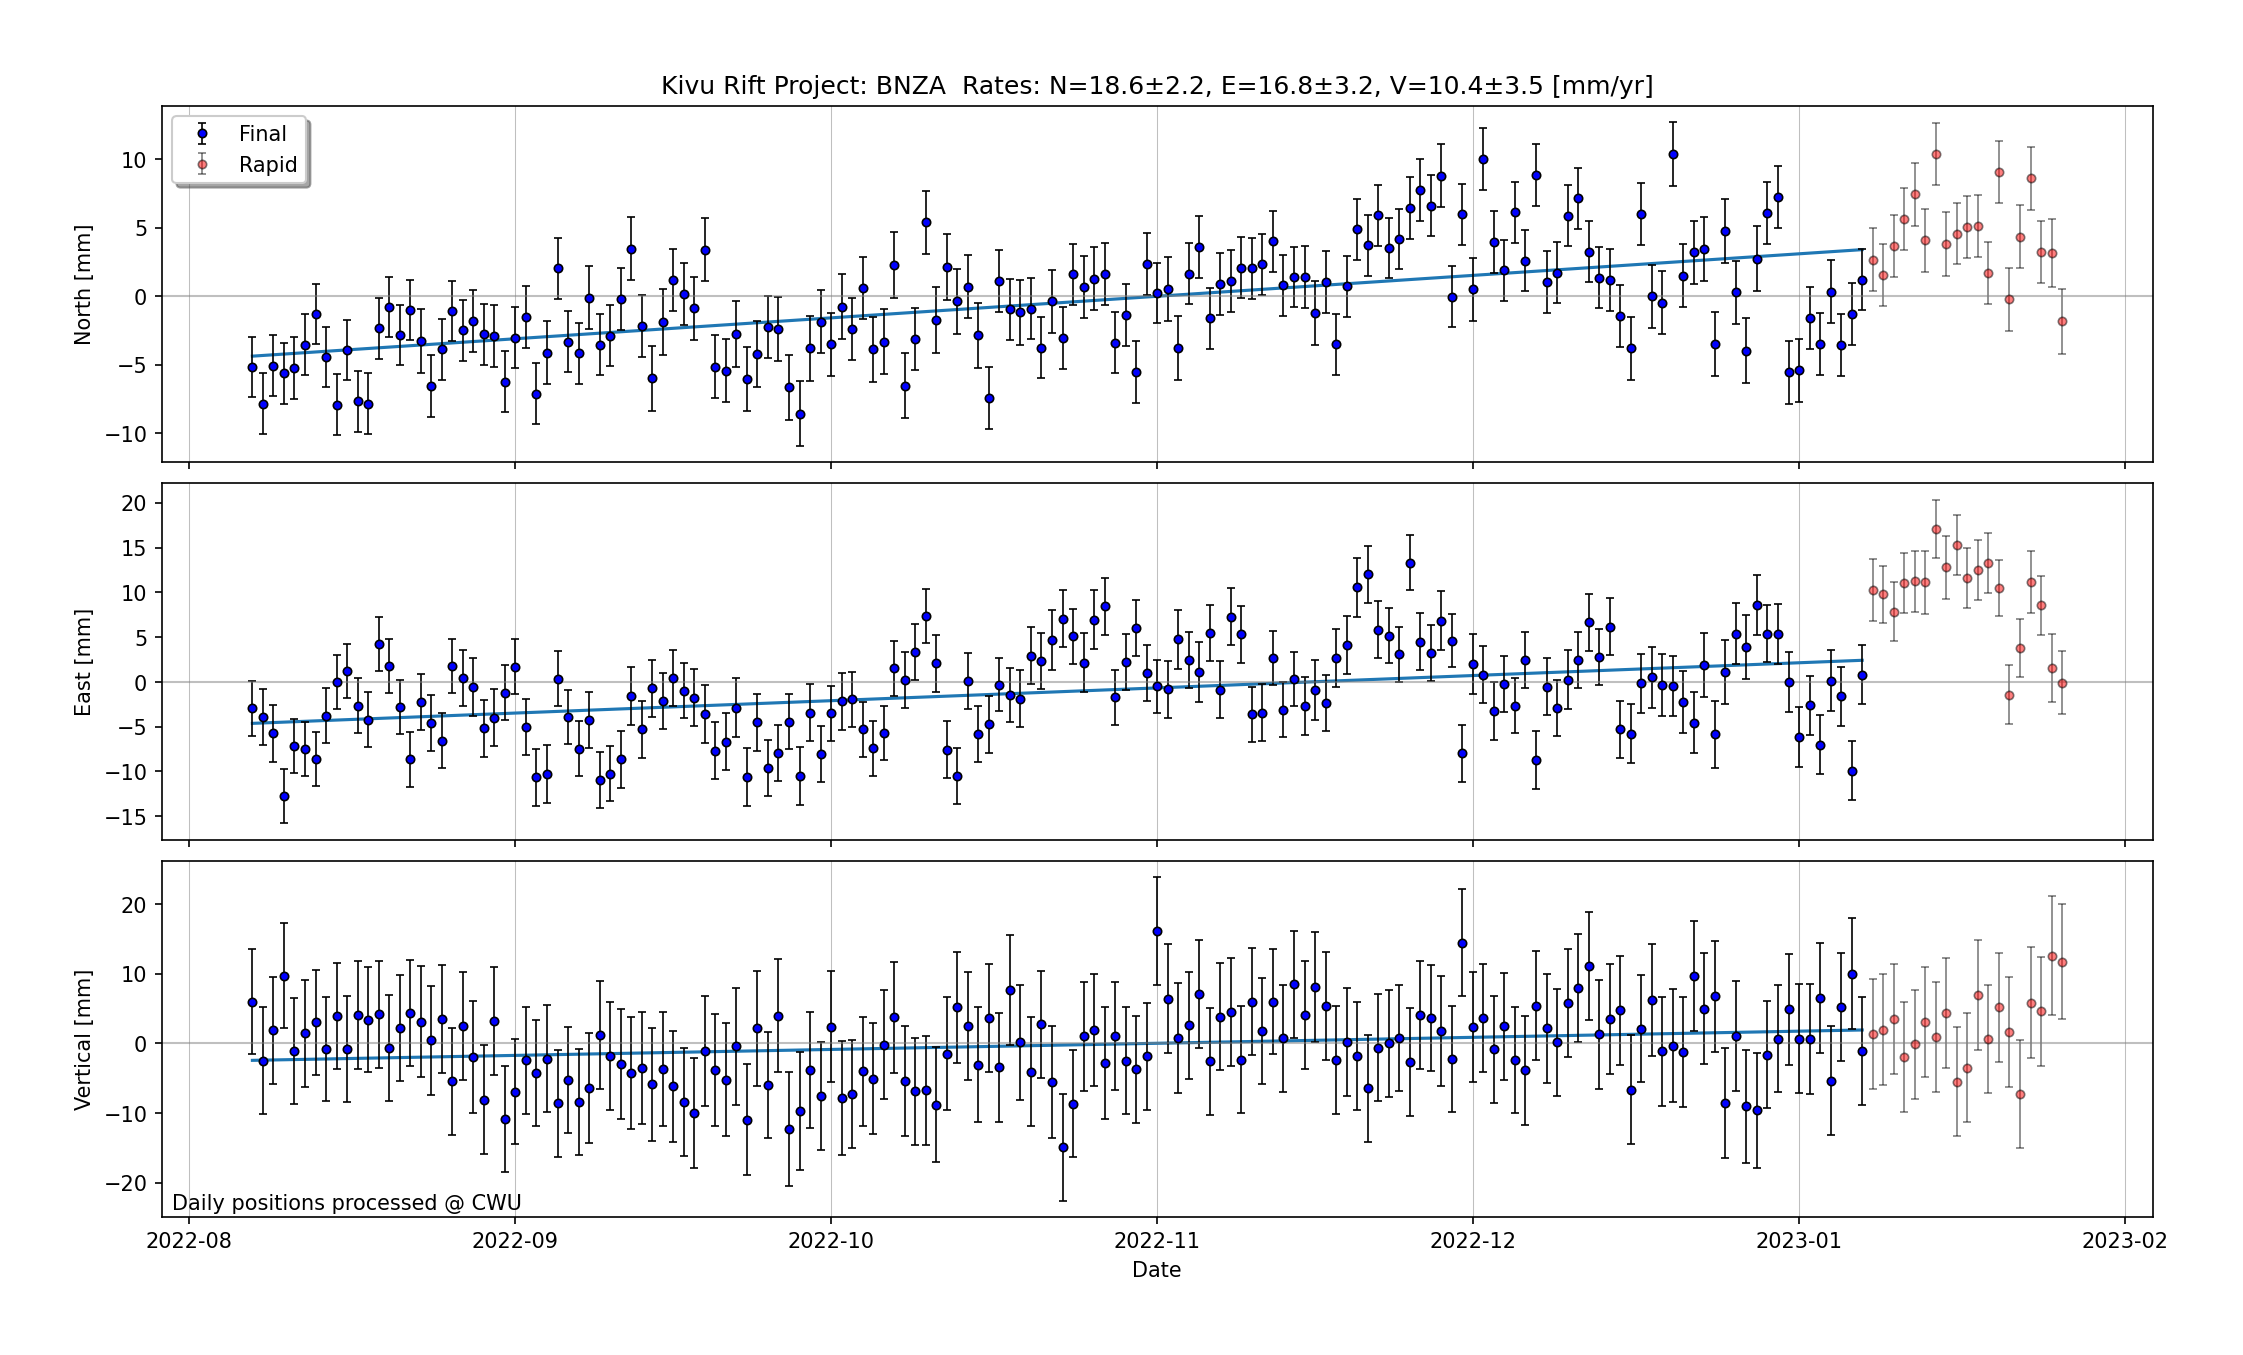 Kivu Rift Project: BNZA  Rates: N=18.6±2.2, E=16.8±3.2, V=10.4±3.5 [mm/yr]
Final
Rapid
North [mm]
10
5
0
−5
−10
East [mm]
20
15
10
5
0
−5
−10
−15
Vertical [mm]
20
10
0
−10
−20
Daily positions processed @ CWU
2022-08 2022-09 2022-10 2022-11 2022-12 2023-01 2023-02
Date